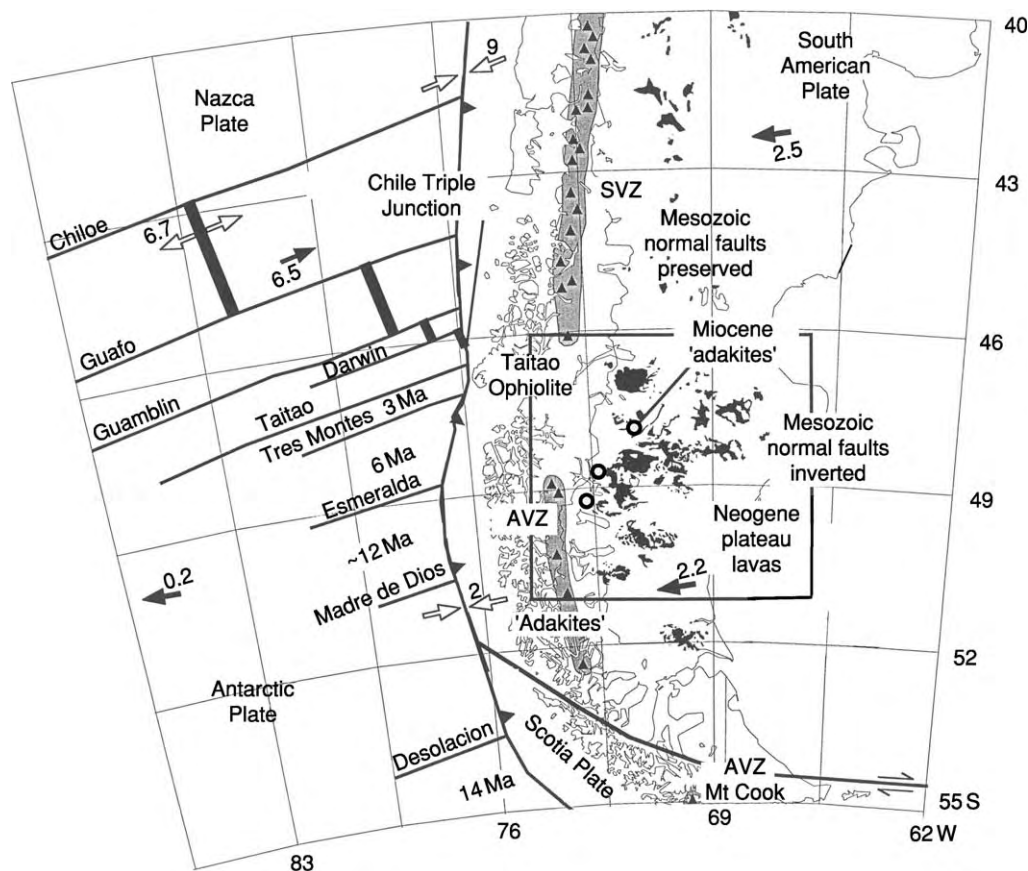 40
9
South
American
Plate
Nazca
Plate
2.5
43
Chile Triple
Junction
SVZ
Chiloe
6.7
6.5
Mesozoic
normal faults
preserved
Guafo
46
Miocene
'adakites'
Darwin
Taitao
Ophiolite
Guamblin
Taitao
3 Ma
Tres Montes
Mesozoic
normal faults
inverted
6 Ma
Esmeralda
49
AVZ
Neogene
plateau
lavas
~12 Ma
0.2
2.2
Madre de Dios
2
'Adakites'
52
Antarctic
Plate
Desolacion
Scotia Plate
14 Ma
AVZ
Mt Cook
55 S
76
69
62 W
83